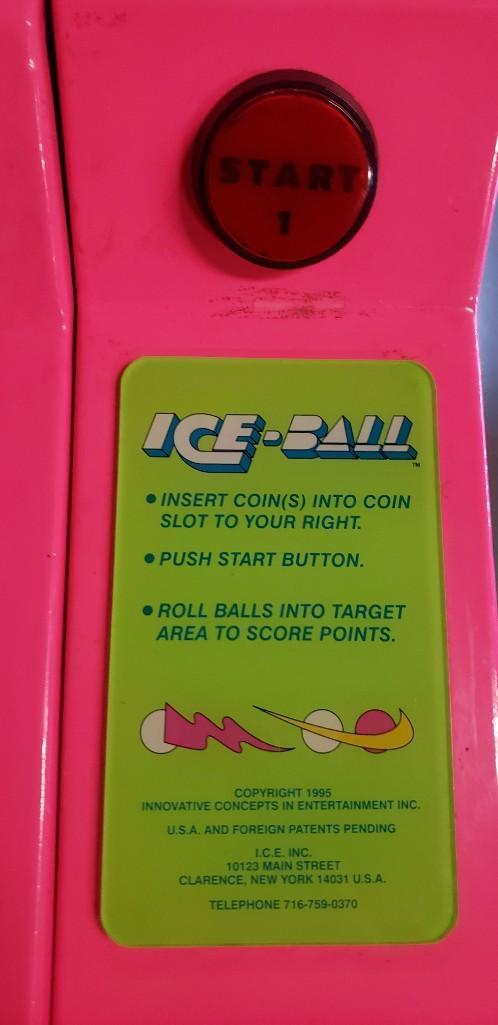 START
1
ICE-BALL™
• INSERT COIN(S) INTO COIN
SLOT TO YOUR RIGHT.
• PUSH START BUTTON.
• ROLL BALLS INTO TARGET
AREA TO SCORE POINTS.
COPYRIGHT 1995
INNOVATIVE CONCEPTS IN ENTERTAINMENT INC.
U.S.A. AND FOREIGN PATENTS PENDING
I.C.E. INC.
10123 MAIN STREET
CLARENCE, NEW YORK 14031 U.S.A.
TELEPHONE 716-759-0370